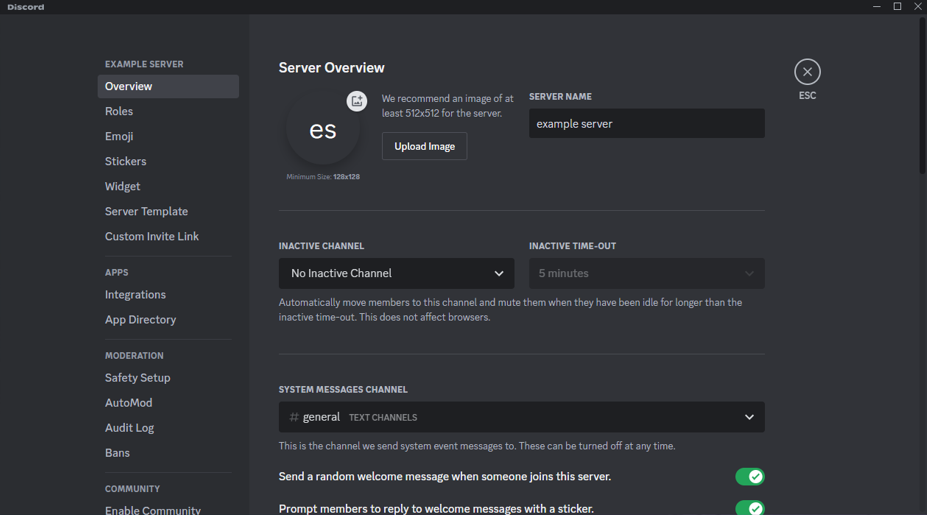 Discord
EXAMPLE SERVER
Overview
Roles
Emoji
Stickers
Widget
Server Template
Custom Invite Link
APPS
Integrations
App Directory
MODERATION
Safety Setup
AutoMod
Audit Log
Bans
COMMUNITY
Enable Community
Server Overview
es
Minimum Size: 128x128
We recommend an image of at
least 512x512 for the server.
Upload Image
SERVER NAME
example server
ESC
INACTIVE CHANNEL
No Inactive Channel
INACTIVE TIME-OUT
5 minutes
Automatically move members to this channel and mute them when they have been idle for longer than the
inactive time-out. This does not affect browsers.
SYSTEM MESSAGES CHANNEL
# general TEXT CHANNELS
This is the channel we send system event messages to. These can be turned off at any time.
Send a random welcome message when someone joins this server.
Prompt members to reply to welcome messages with a sticker.